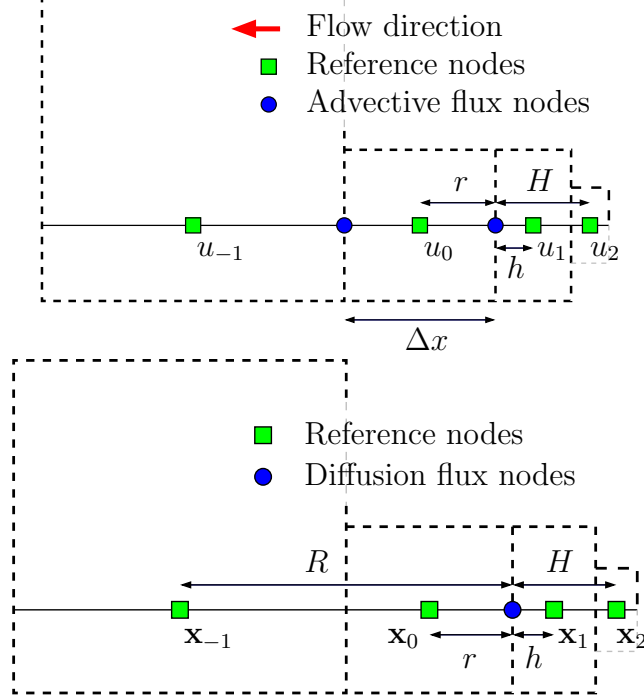 Flow direction
Reference nodes
Advective flux nodes
r H
u₋₁ u₀ u₁ u₂
h
Δx
Reference nodes
Diffusion flux nodes
R H
x₋₁ x₀ x₁ x₂
r h